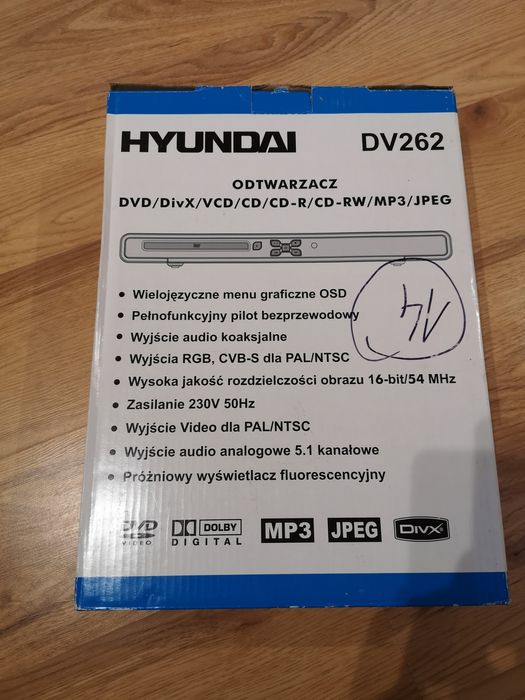 HYUNDAI DV262
ODTWARZACZ
DVD/DivX/VCD/CD/CD-R/CD-RW/MP3/JPEG
• Wielojęzyczne menu graficzne OSD
• Pełnofunkcyjny pilot bezprzewodowy
• Wyjście audio koaksjalne
• Wyjścia RGB, CVB-S dla PAL/NTSC
• Wysoka jakość rozdzielczości obrazu 16-bit/54 MHz
• Zasilanie 230V 50Hz
• Wyjście Video dla PAL/NTSC
• Wyjście audio analogowe 5.1 kanałowe
• Próżniowy wyświetlacz fluorescencyjny
14
DVD VIDEO
DOLBY DIGITAL
MP3
JPEG
DIVX